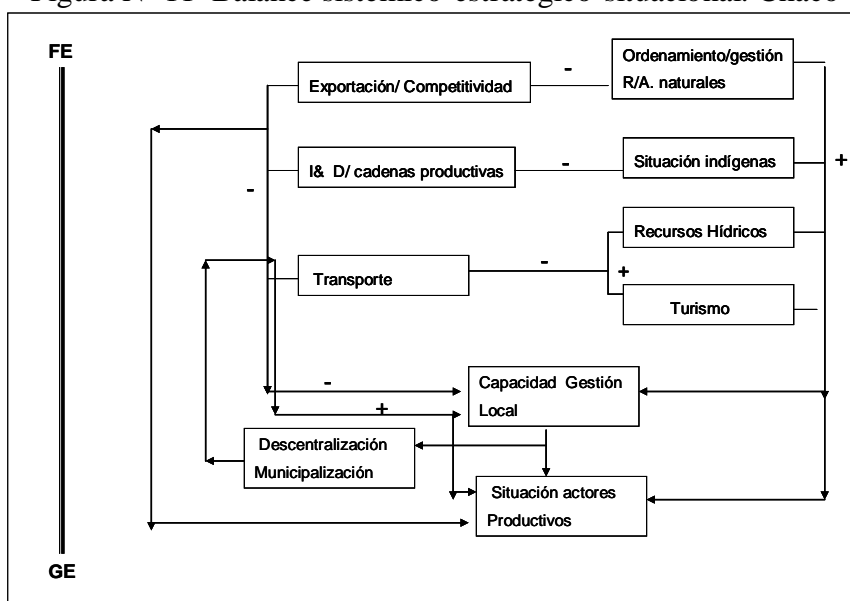 Figura Nº 11 Balance sistémico estratégico situacional. Chaco
FE
Exportación/ Competitividad
-
Ordenamiento/gestión
R/A. naturales
I& D/ cadenas productivas
-
Situación indígenas
+
-
Recursos Hídricos
Transporte
-
+
Turismo
-
+
Capacidad Gestión
Local
Descentralización
Municipalización
Situación actores
Productivos
GE